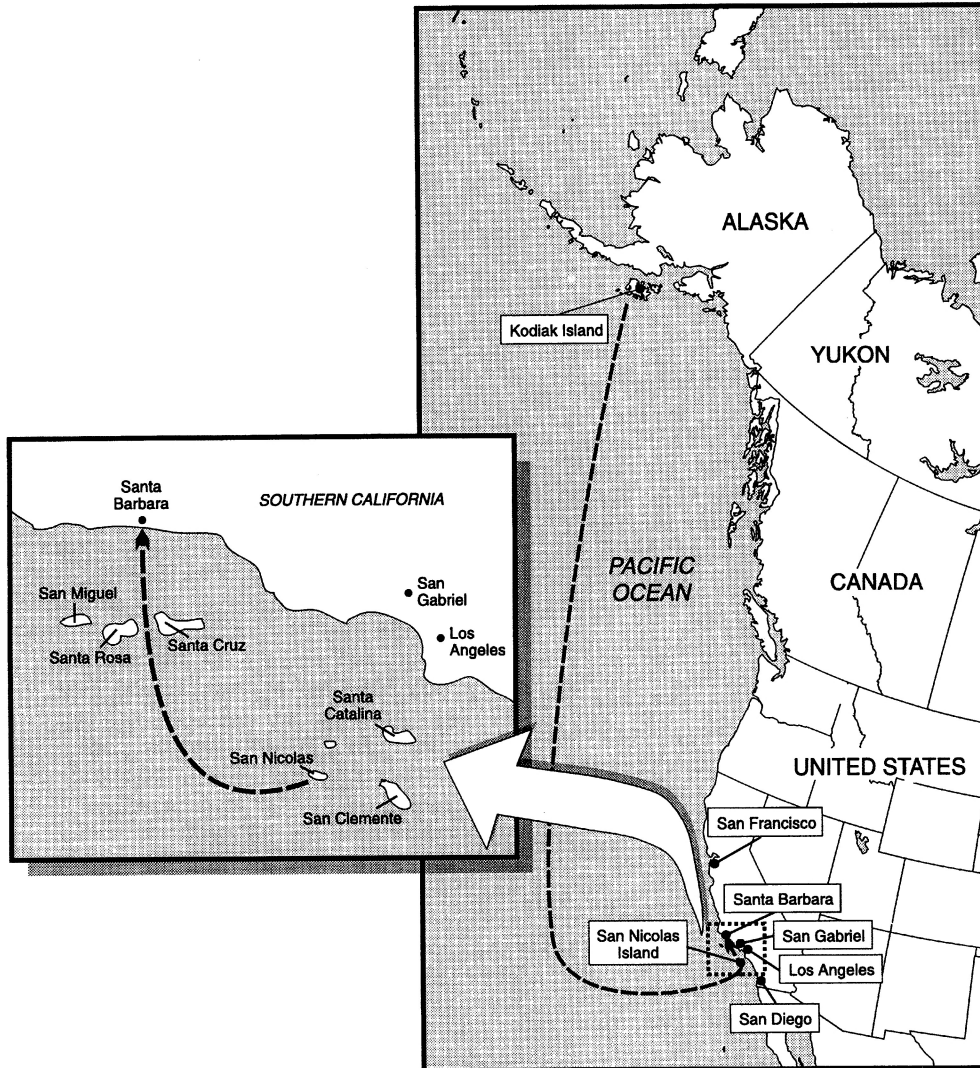 ALASKA
Kodiak Island
YUKON
PACIFIC
OCEAN
CANADA
UNITED STATES
San Francisco
Santa Barbara
San Nicolas
Island
San Gabriel
Los Angeles
San Diego
Santa
Barbara
SOUTHERN CALIFORNIA
San Miguel
San
Gabriel
Santa Rosa
Santa Cruz
Los
Angeles
Santa
Catalina
San Nicolas
San Clemente